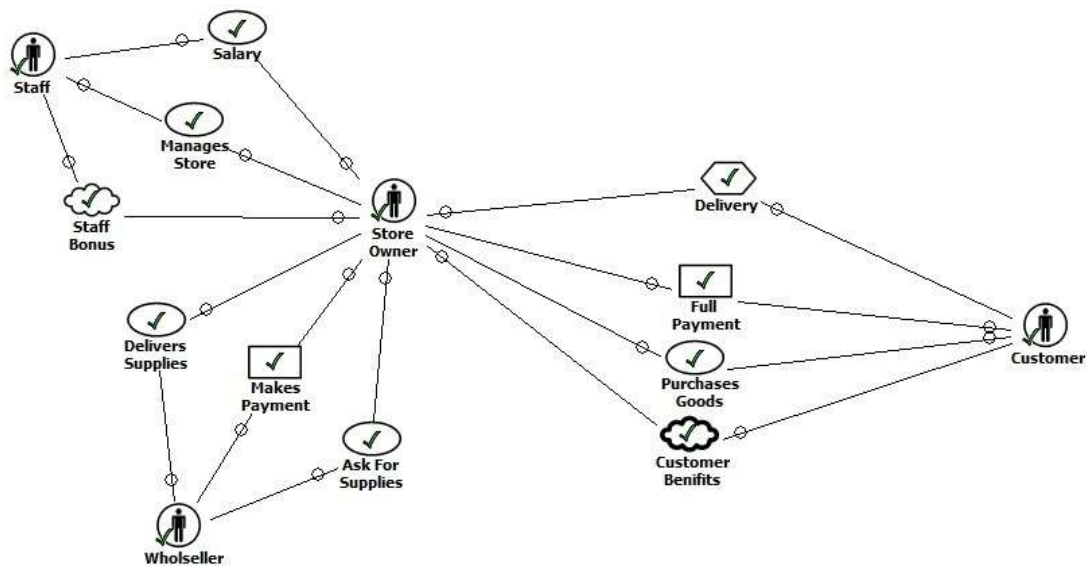 Salary
Staff
Manages
Store
Staff
Bonus
Store
Owner
Delivery
Full
Payment
Customer
Delivers
Supplies
Makes
Payment
Purchases
Goods
Ask For
Supplies
Customer
Benifits
Wholseller